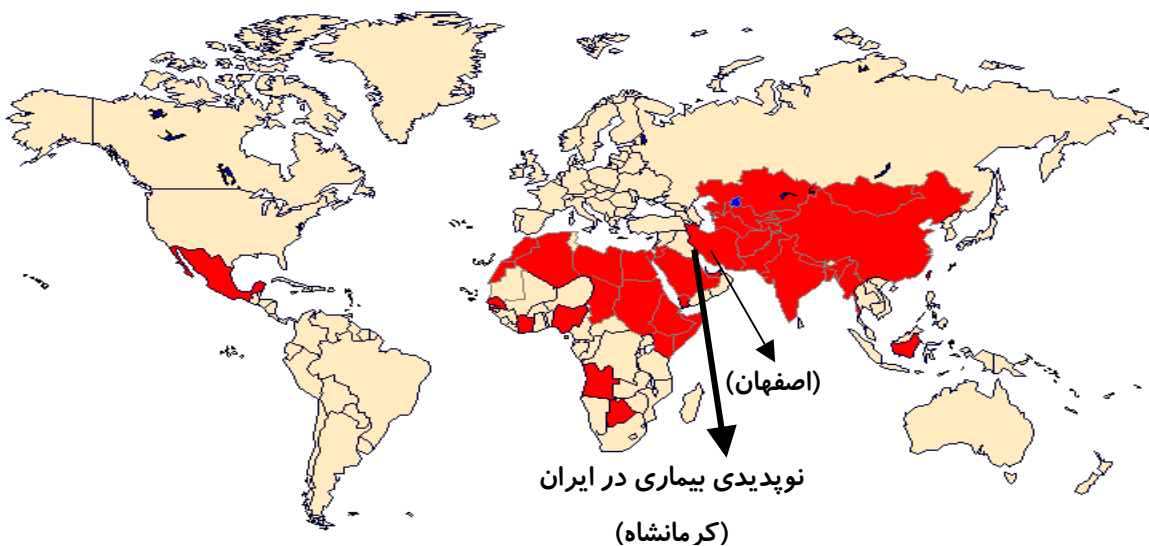 (اصفهان)
نوپدیدی بیماری در ایران
(کرمانشاه)